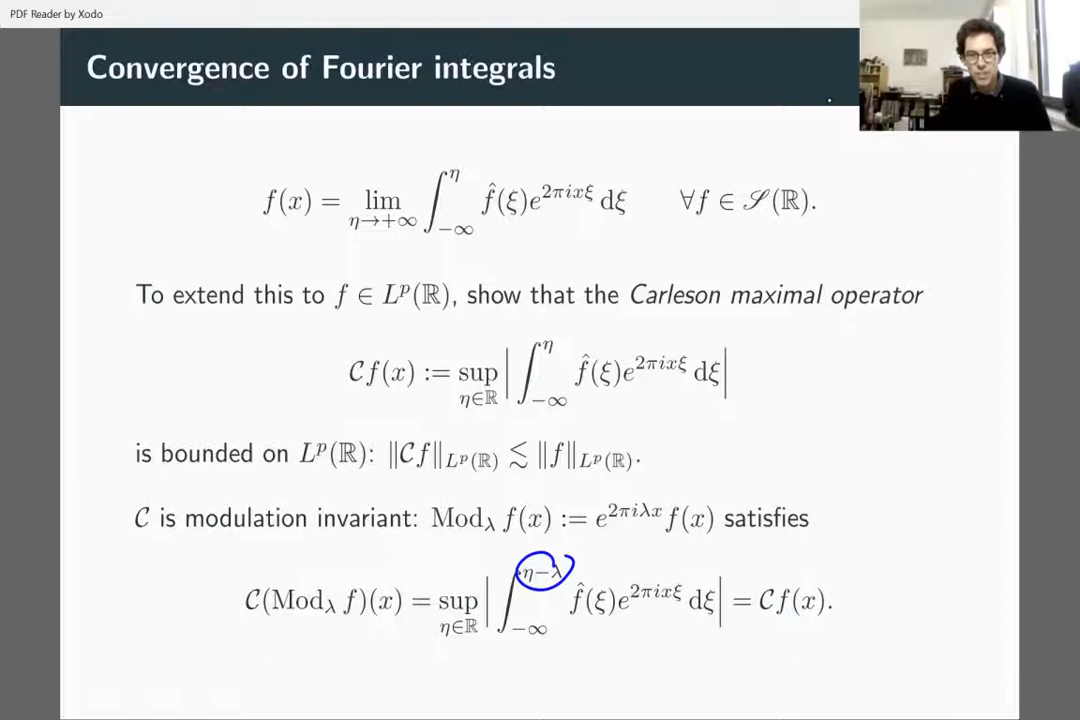 PDF Reader by Xodo
Convergence of Fourier integrals
f(x) = lim_{η→+∞} ∫_{−∞}^{η} f̂(ξ)e^{2πixξ} dξ ∀f ∈ 𝒮(ℝ).
To extend this to f ∈ L^p(ℝ), show that the Carleson maximal operator
𝒞f(x) := sup_{η∈ℝ} | ∫_{−∞}^{η} f̂(ξ)e^{2πixξ} dξ |
is bounded on L^p(ℝ): ‖𝒞f‖_{L^p(ℝ)} ≲ ‖f‖_{L^p(ℝ)}.
𝒞 is modulation invariant: Mod_λ f(x) := e^{2πiλx} f(x) satisfies
𝒞(Mod_λ f)(x) = sup_{η∈ℝ} | ∫_{−∞}^{η−λ} f̂(ξ)e^{2πixξ} dξ | = 𝒞f(x).